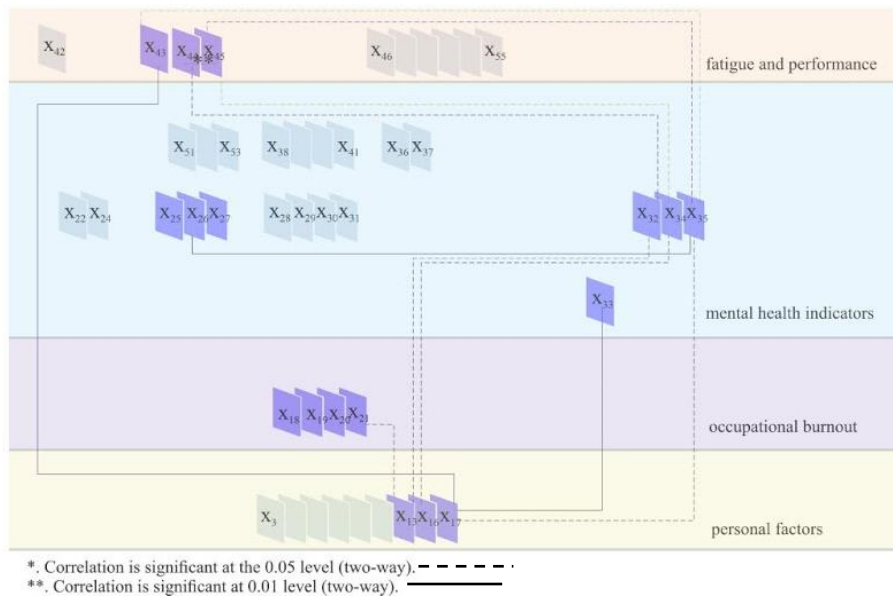 X42 X43 X44 X45 X46 X55
**
fatigue and performance
X51 X53 X38 X41 X36 X37
X22 X24 X25 X26 X27 X28 X29 X30 X31 X32 X34 X35
X33
mental health indicators
X18 X19 X20 X21
occupational burnout
X3 X15 X16 X17
personal factors
*. Correlation is significant at the 0.05 level (two-way).
**. Correlation is significant at 0.01 level (two-way).